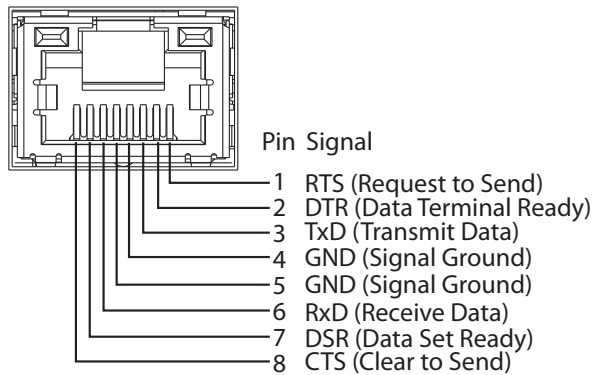 Pin Signal
1 RTS (Request to Send)
2 DTR (Data Terminal Ready)
3 TxD (Transmit Data)
4 GND (Signal Ground)
5 GND (Signal Ground)
6 RxD (Receive Data)
7 DSR (Data Set Ready)
8 CTS (Clear to Send)